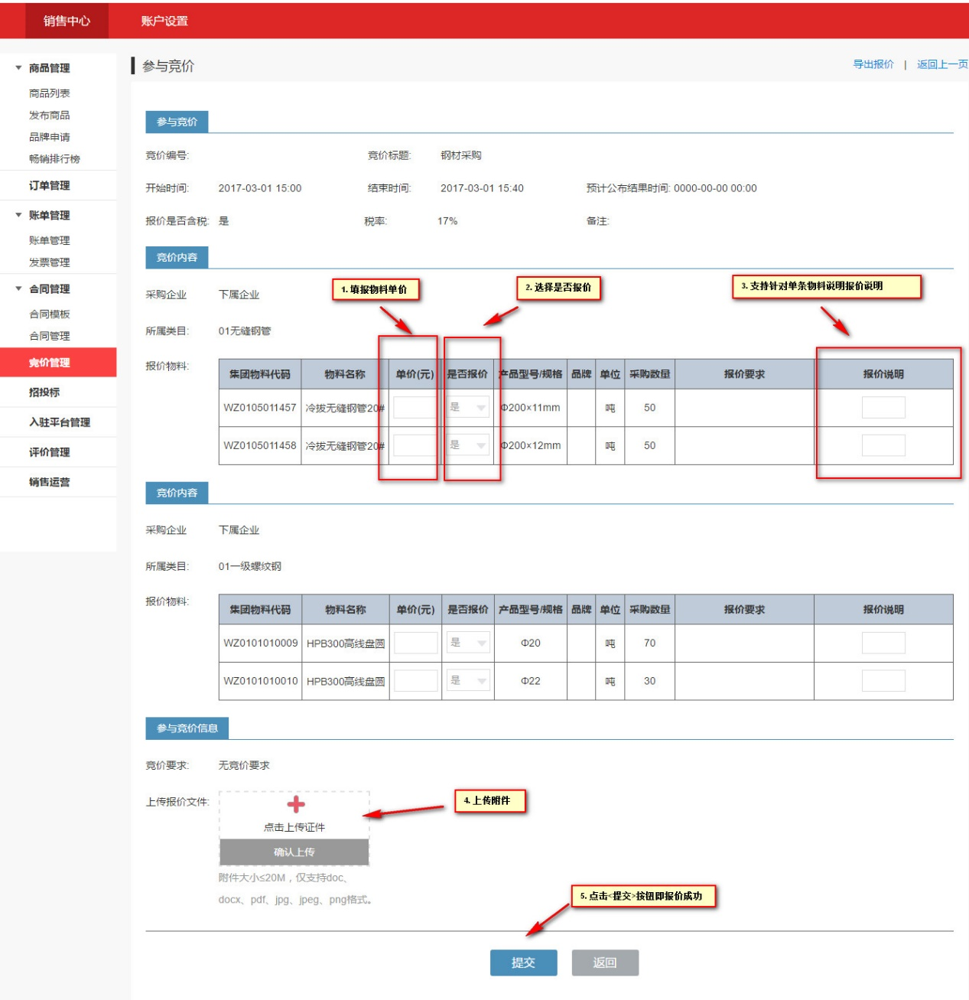 销售中心 账户设置
商品管理
商品列表
发布商品
品牌申请
畅销排行榜
订单管理
账单管理
账单管理
发票管理
合同管理
合同模板
合同管理
竞价管理
招投标
入驻平台管理
评价管理
销售运营
参与竞价 导出报价 | 返回上一页
参与竞价
竞价编号: 竞价标题: 钢材采购
开始时间: 2017-03-01 15:00 结束时间: 2017-03-01 15:40 预计公布结果时间: 0000-00-00 00:00
报价是否含税: 是 税率: 17% 备注:
竞价内容
1. 填报物料单价 2. 选择是否报价 3. 支持针对单条物料说明报价说明
采购企业 下属企业
所属类目: 01无缝钢管
报价物料:
集团物料代码 物料名称 单价(元) 是否报价 产品型号/规格 品牌 单位 采购数量 报价要求 报价说明
WZ0105011457 冷拔无缝钢管20# 是 Φ200×11mm 吨 50
WZ0105011458 冷拔无缝钢管20# 是 Φ200×12mm 吨 50
竞价内容
采购企业 下属企业
所属类目: 01一级螺纹钢
报价物料:
集团物料代码 物料名称 单价(元) 是否报价 产品型号/规格 品牌 单位 采购数量 报价要求 报价说明
WZ0101010009 HPB300高线盘圆 是 Φ20 吨 70
WZ0101010010 HPB300高线盘圆 是 Φ22 吨 30
参与竞价信息
竞价要求: 无竞价要求
上传报价文件:
点击上传证件
确认上传
4. 上传附件
附件大小≤20M，仅支持doc、
docx、pdf、jpg、jpeg、png格式。
5. 点击<提交>按钮即报价成功
提交 返回